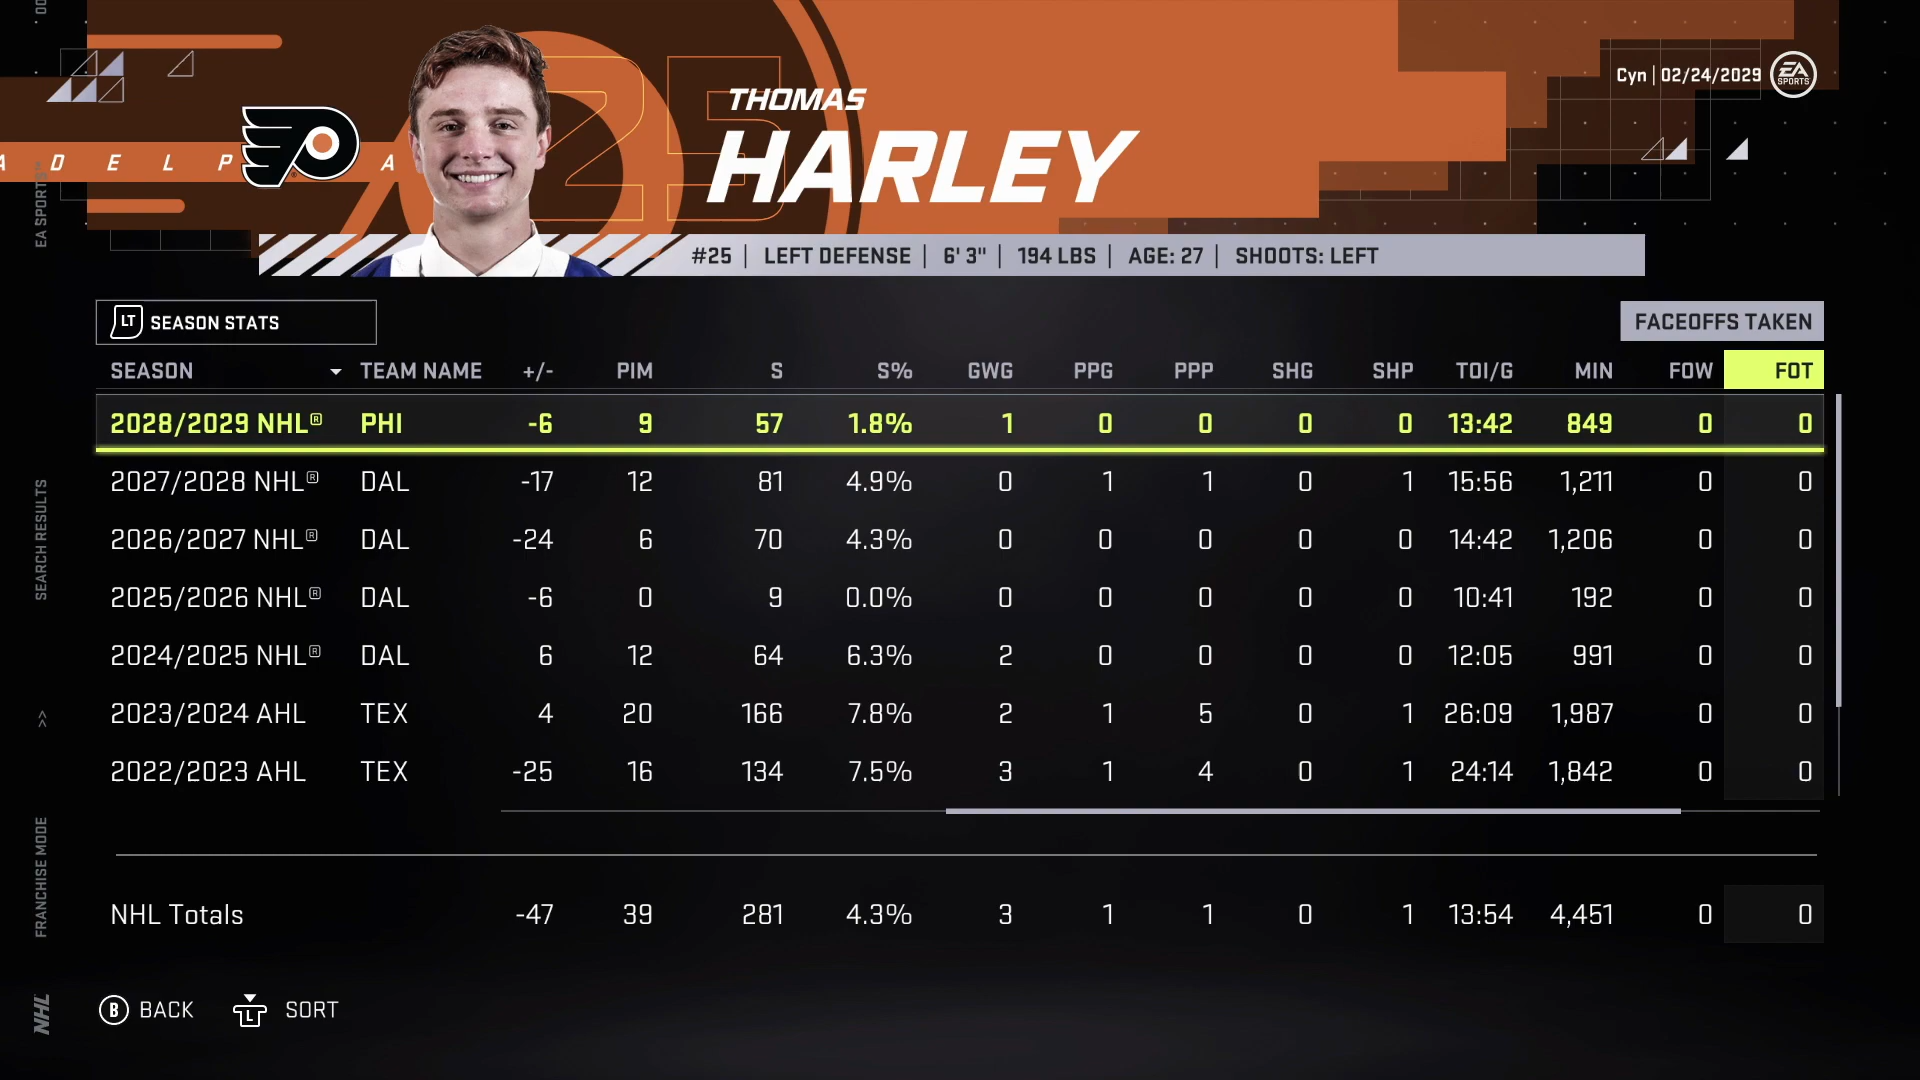 THOMAS
HARLEY
Cyn | 02/24/2029
EA SPORTS
A D E L P A
25
#25 | LEFT DEFENSE | 6' 3" | 194 LBS | AGE: 27 | SHOOTS: LEFT
LT SEASON STATS
FACEOFFS TAKEN
SEASON TEAM NAME +/- PIM S S% GWG PPG PPP SHG SHP TOI/G MIN FOW FOT
2028/2029 NHL® PHI -6 9 57 1.8% 1 0 0 0 0 13:42 849 0 0
2027/2028 NHL® DAL -17 12 81 4.9% 0 1 1 0 1 15:56 1,211 0 0
2026/2027 NHL® DAL -24 6 70 4.3% 0 0 0 0 0 14:42 1,206 0 0
2025/2026 NHL® DAL -6 0 9 0.0% 0 0 0 0 0 10:41 192 0 0
2024/2025 NHL® DAL 6 12 64 6.3% 2 0 0 0 0 12:05 991 0 0
2023/2024 AHL TEX 4 20 166 7.8% 2 1 5 0 1 26:09 1,987 0 0
2022/2023 AHL TEX -25 16 134 7.5% 3 1 4 0 1 24:14 1,842 0 0
NHL Totals -47 39 281 4.3% 3 1 1 0 1 13:54 4,451 0 0
B BACK L SORT
NHL
FRANCHISE MODE
>>
SEARCH RESULTS
EA SPORTS™